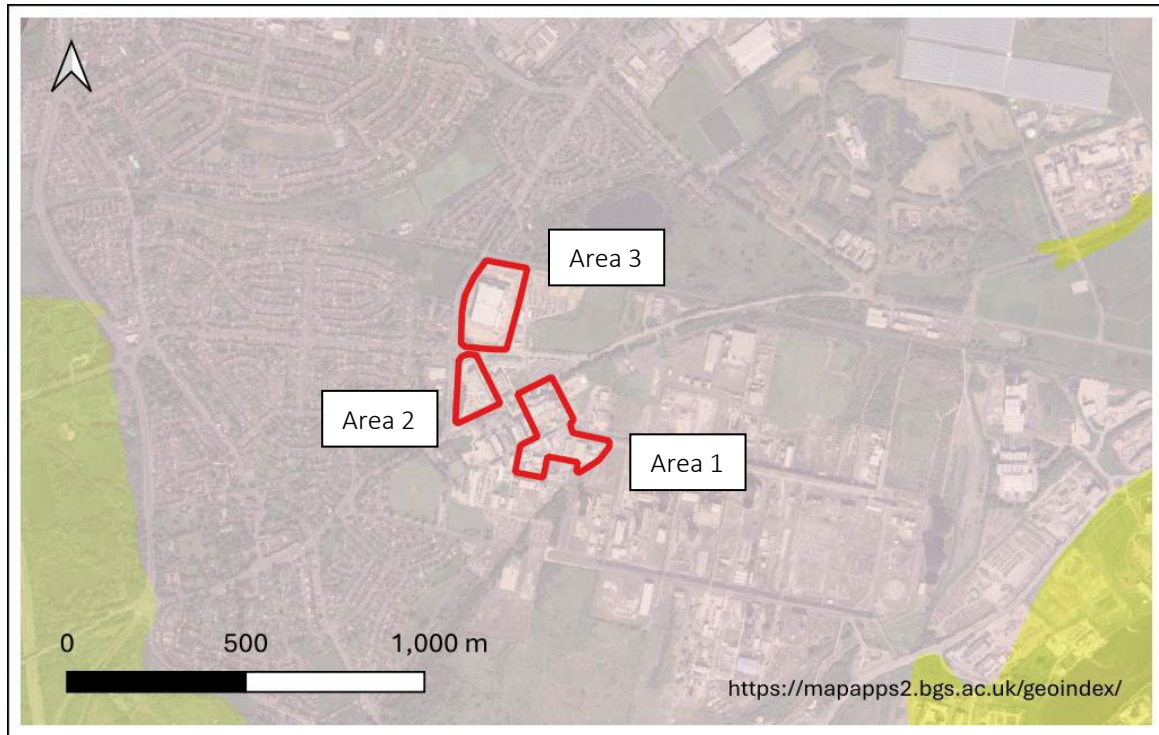 Area 3
Area 2
Area 1
0 500 1,000 m
https://mapapps2.bgs.ac.uk/geoindex/